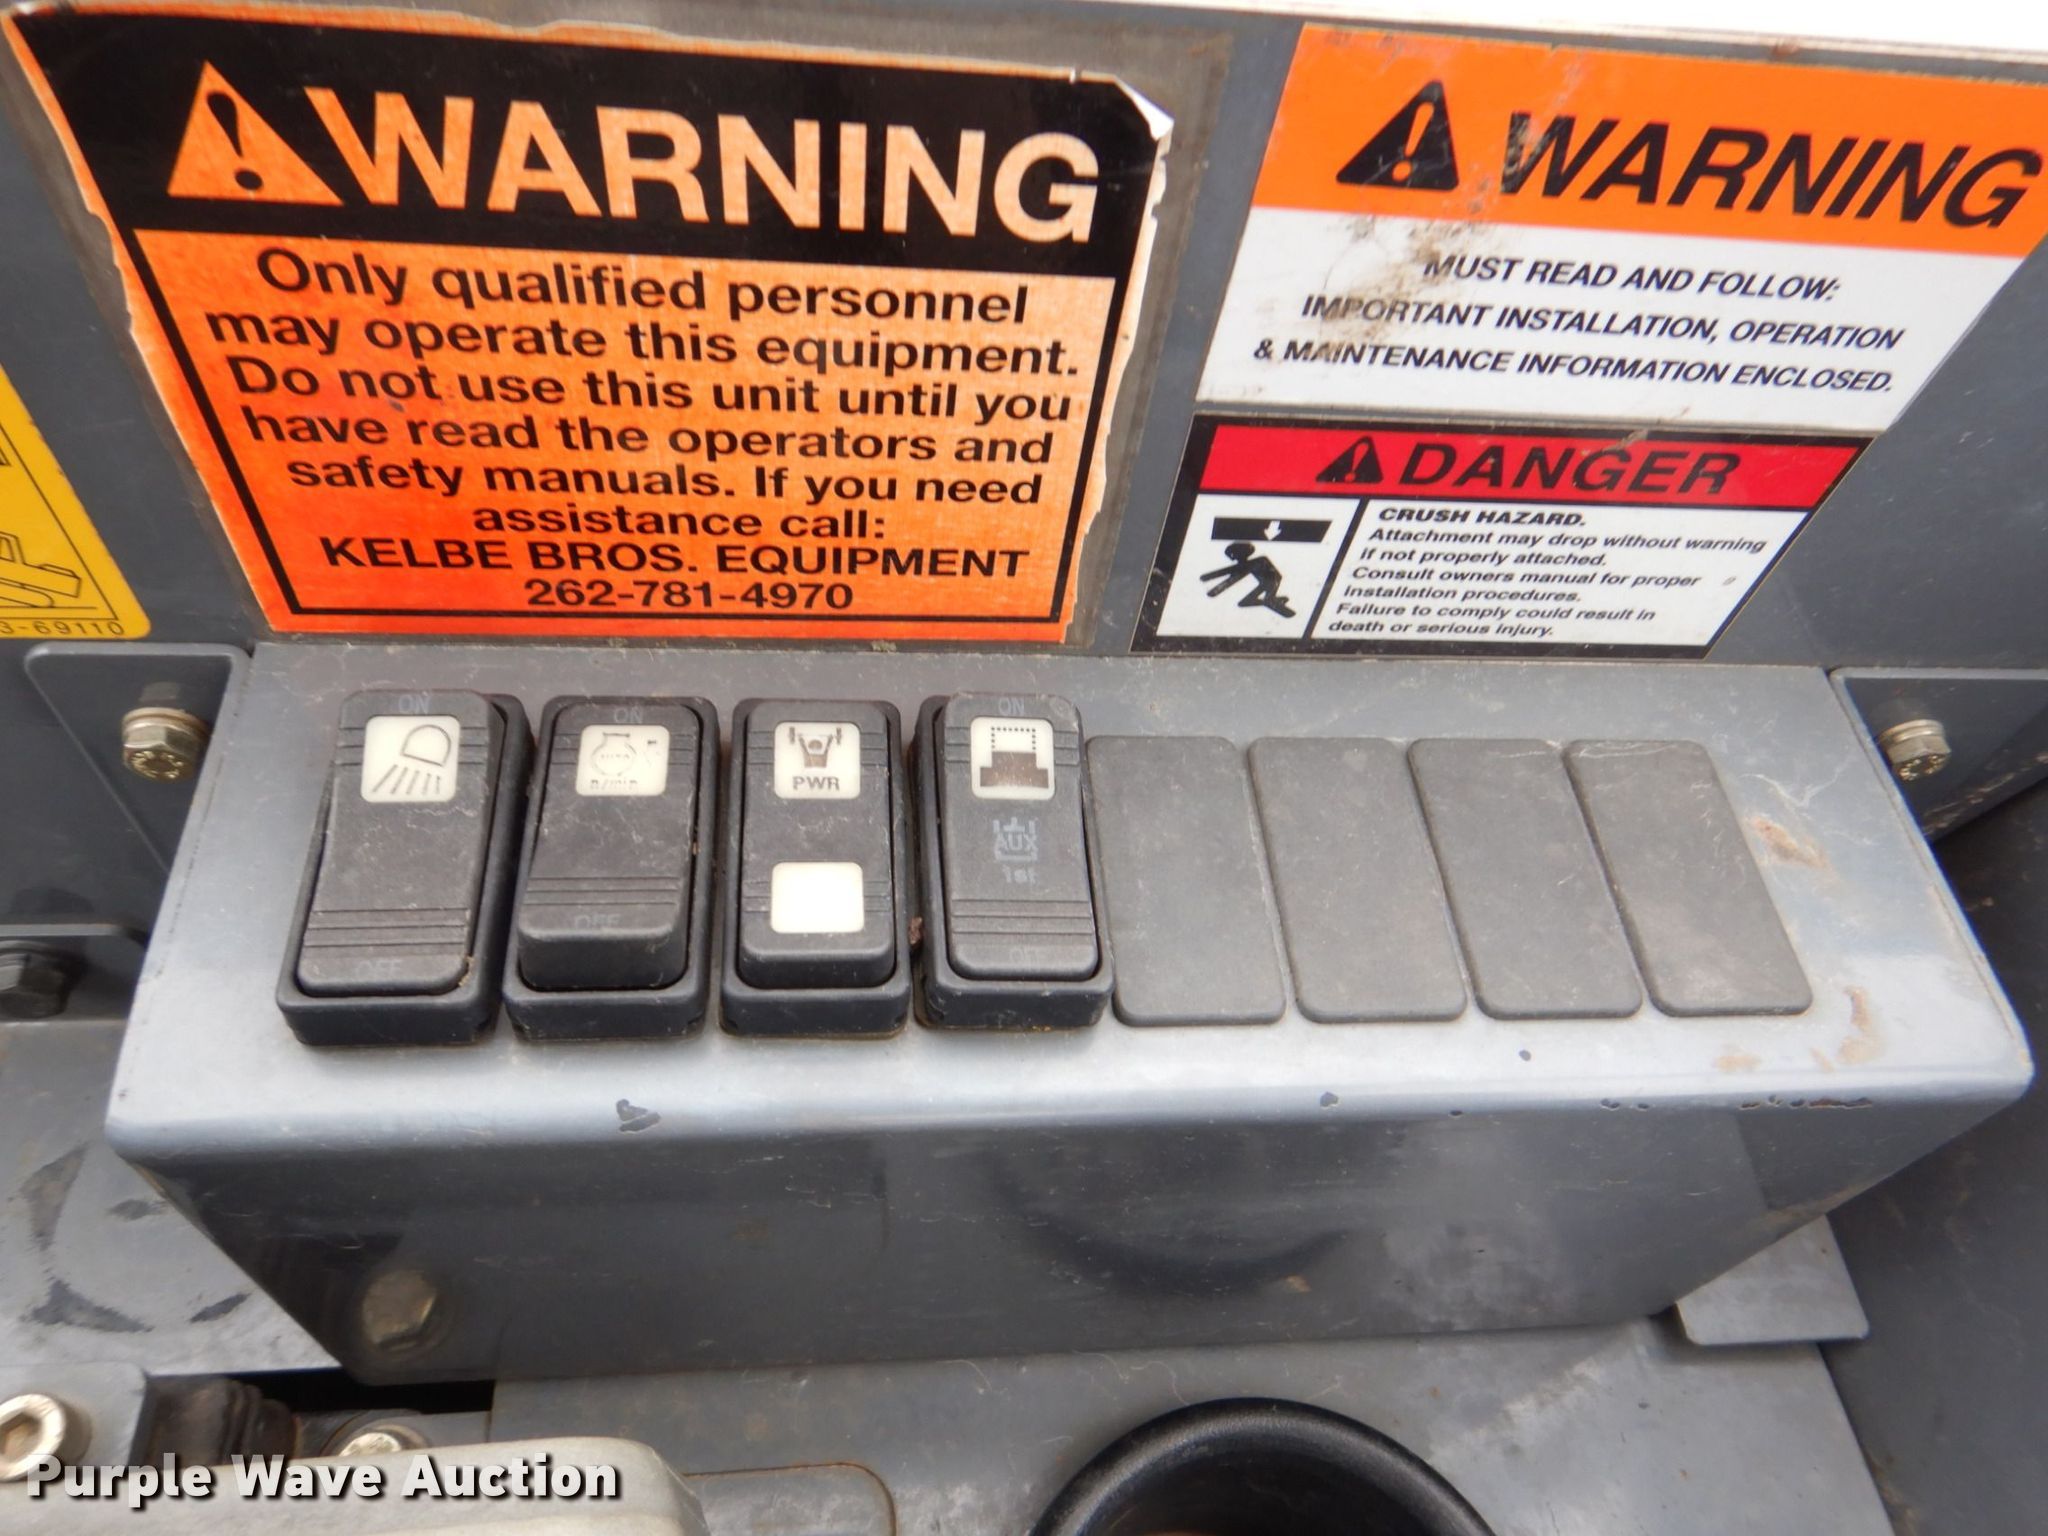 WARNING
Only qualified personnel
may operate this equipment.
Do not use this unit until you
have read the operators and
safety manuals. If you need
assistance call:
KELBE BROS. EQUIPMENT
262-781-4970
WARNING
MUST READ AND FOLLOW:
IMPORTANT INSTALLATION, OPERATION
& MAINTENANCE INFORMATION ENCLOSED.
DANGER
CRUSH HAZARD.
Attachment may drop without warning
if not properly attached.
Consult owners manual for proper
installation procedures.
Failure to comply could result in
death or serious injury.
3-69110
ON
OFF
ON
AUTO
OFF
PWR
ON
AUX
1st
Purple Wave Auction